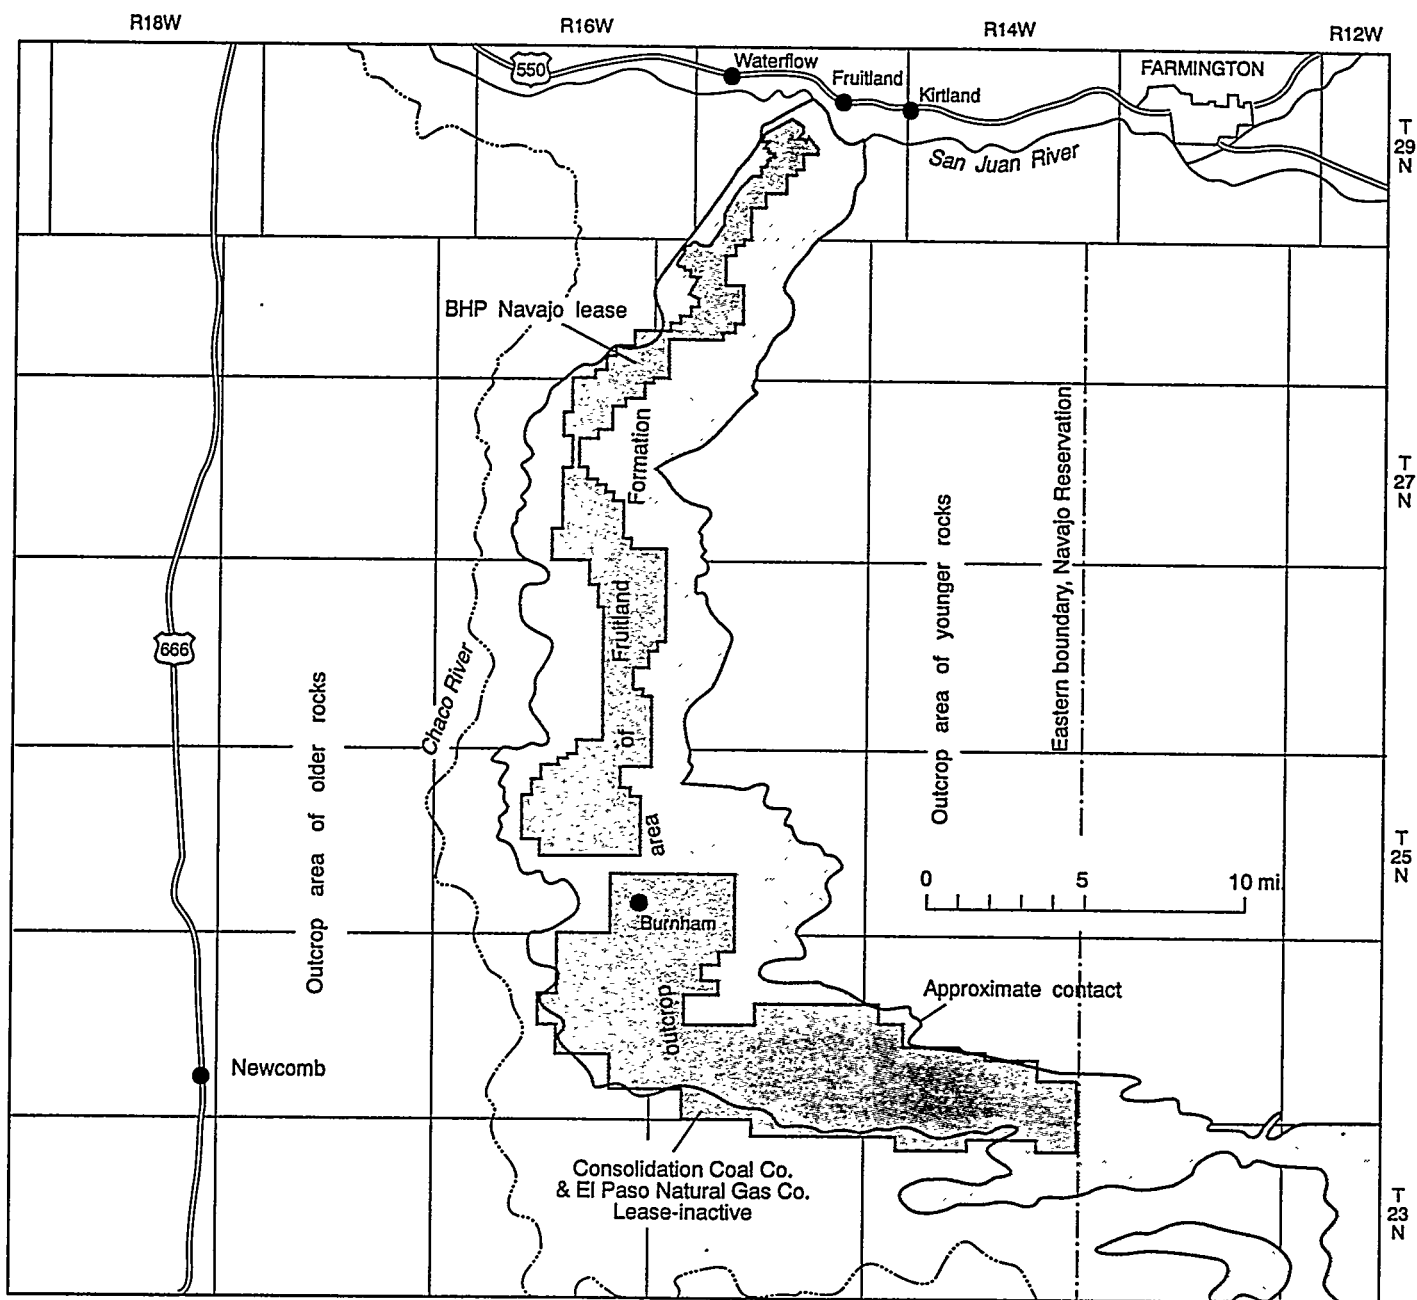 R18W
R16W
R14W
R12W
550
Waterflow
Fruitland
Kirtland
FARMINGTON
San Juan River
T
29
N
BHP Navajo lease
Formation
Fruitland
of
area
outcrop
T
27
N
666
Chaco River
Outcrop area of older rocks
Outcrop area of younger rocks
Eastern boundary, Navajo Reservation
T
25
N
0 5 10 mi.
Burnham
Approximate contact
Newcomb
Consolidation Coal Co.
& El Paso Natural Gas Co.
Lease-inactive
T
23
N